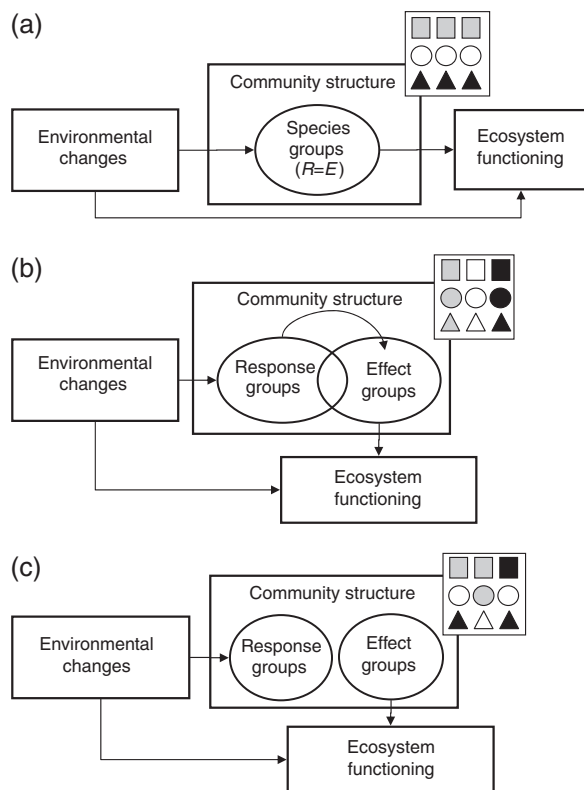 (a)
Community structure
Environmental
changes
Species
groups
(R=E)
Ecosystem
functioning
(b)
Community structure
Environmental
changes
Response
groups
Effect
groups
Ecosystem
functioning
(c)
Community structure
Environmental
changes
Response
groups
Effect
groups
Ecosystem
functioning